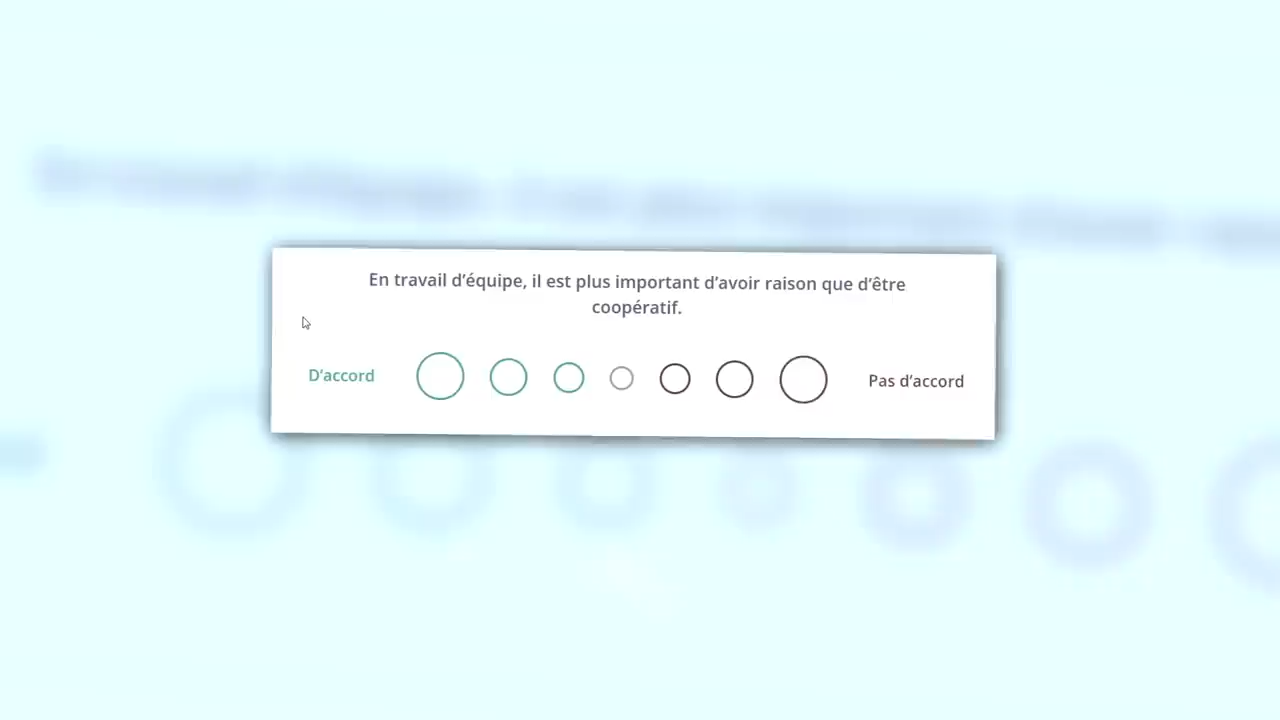 En travail d’équipe, il est plus important d’avoir raison que d’être
coopératif.
D’accord
Pas d’accord